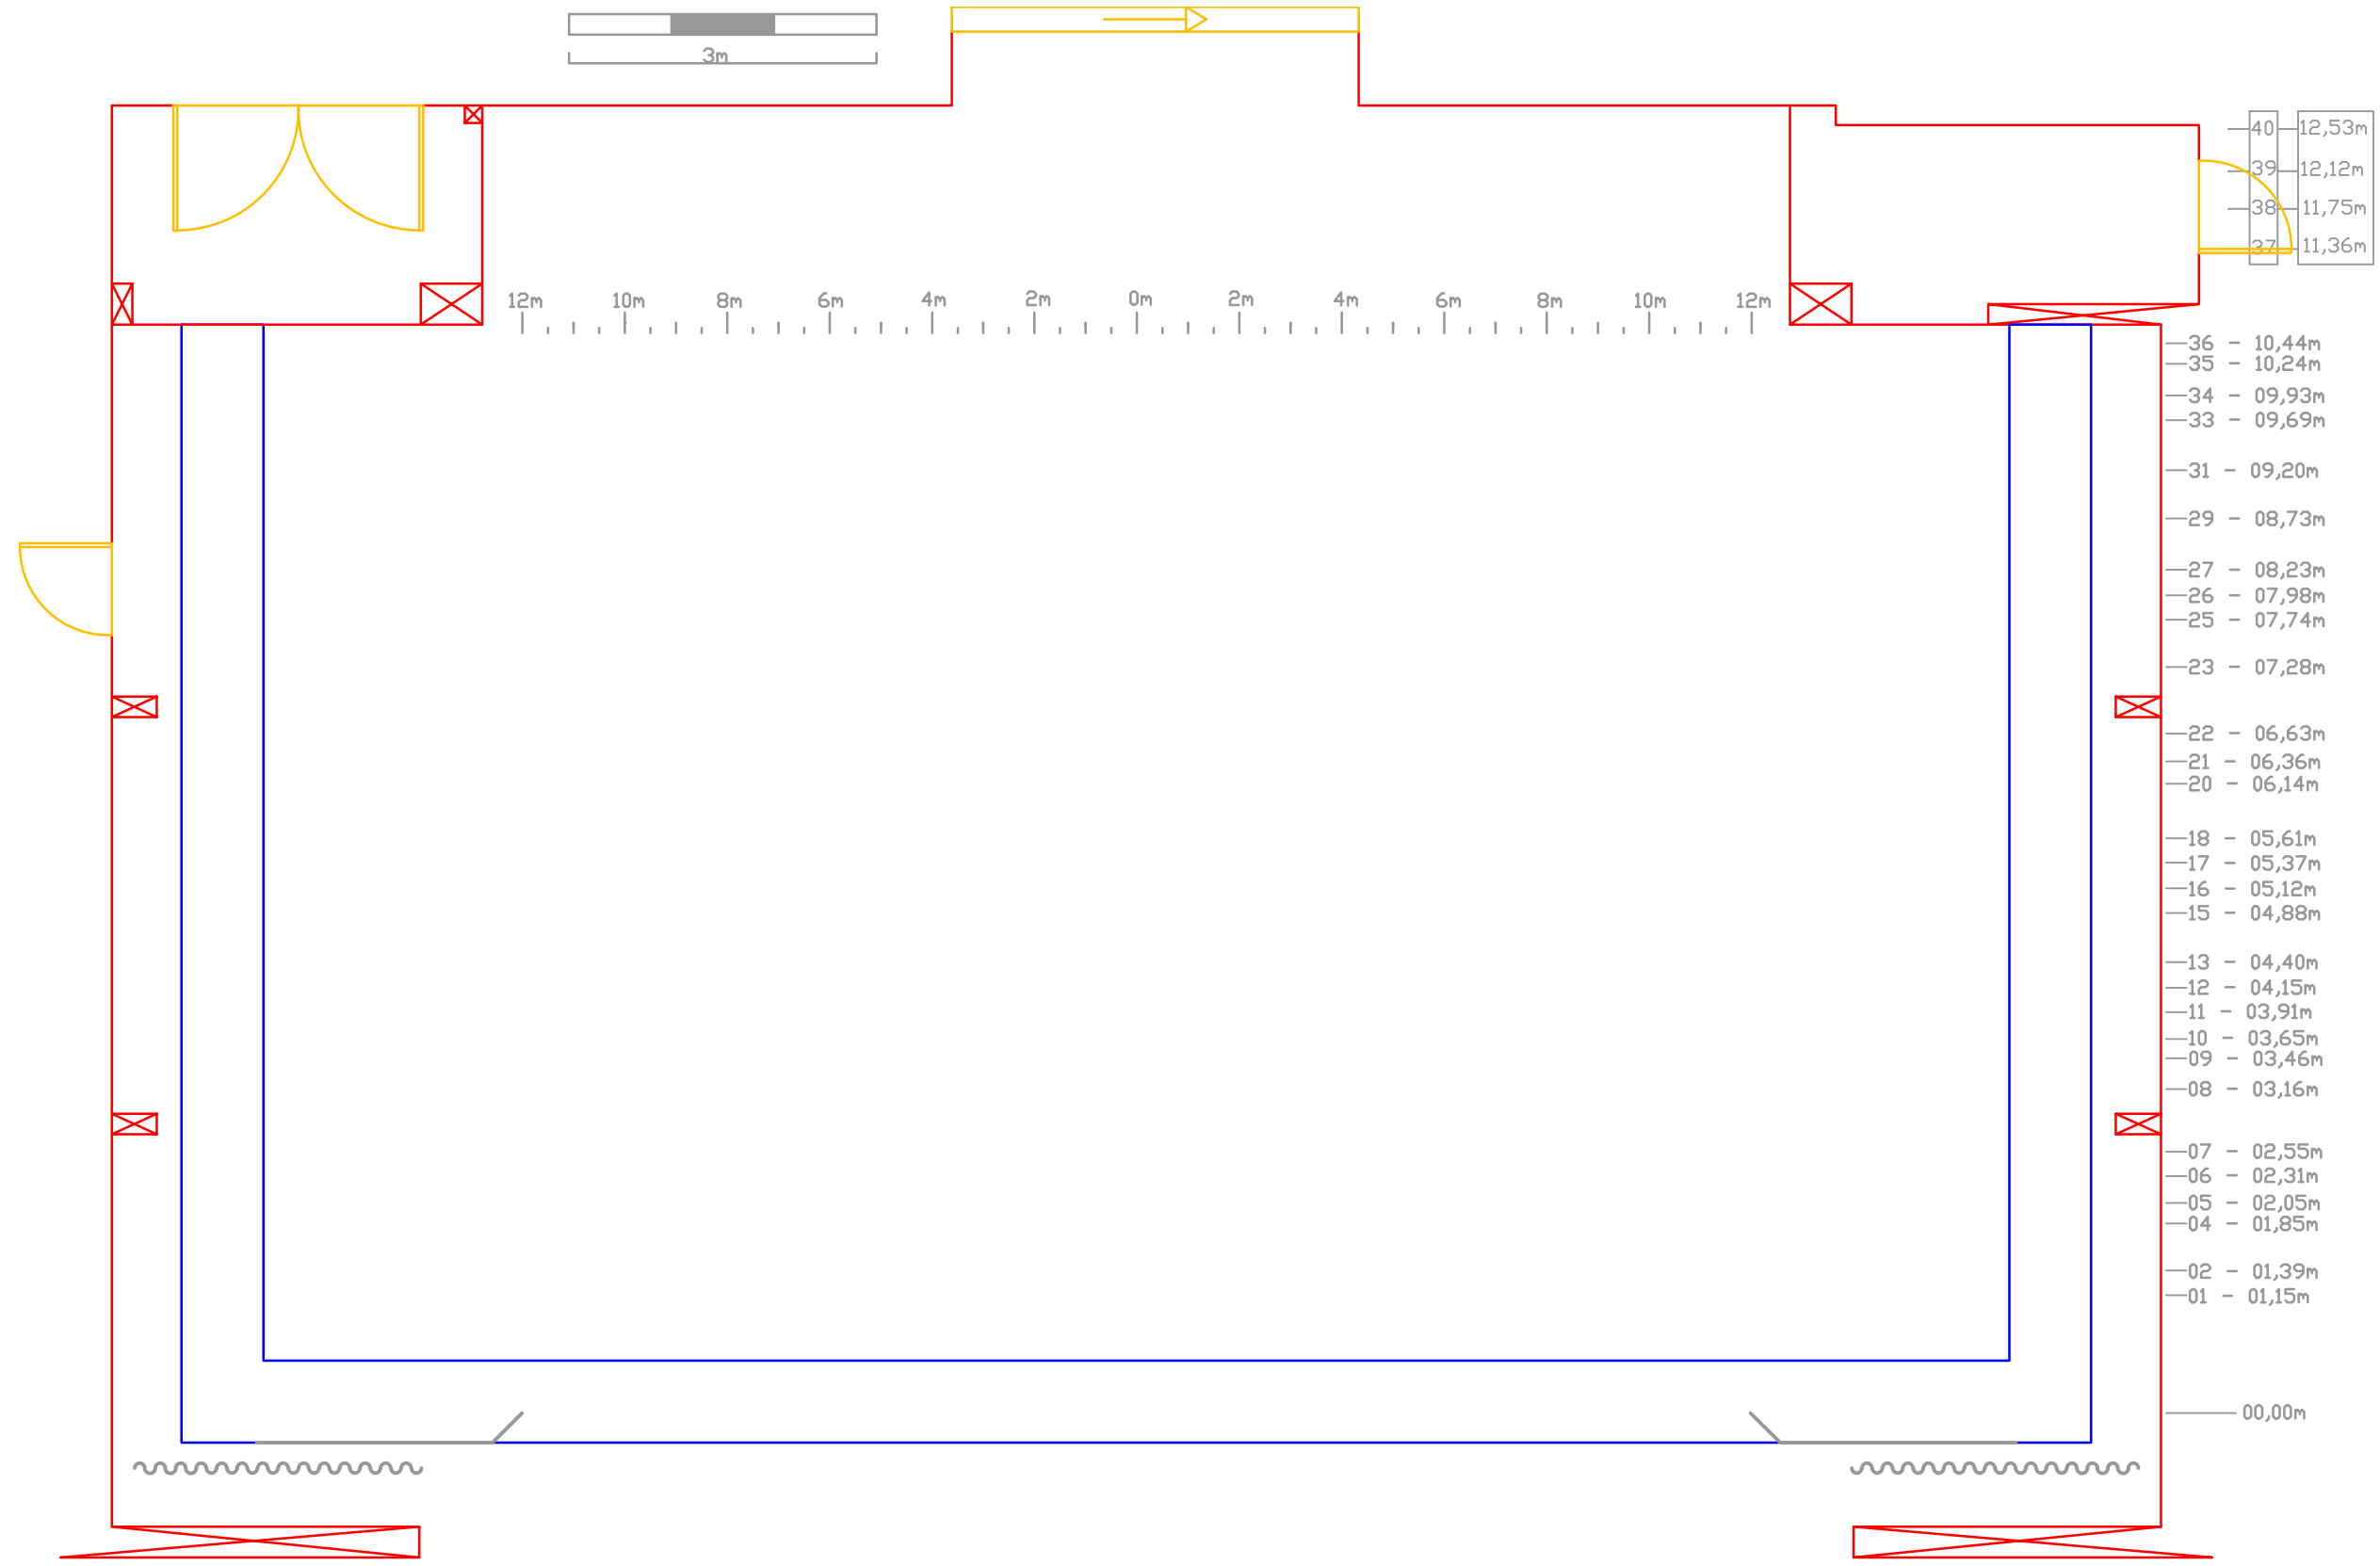 3m
40 12,53m
39 12,12m
38 11,75m
37 11,36m
12m 10m 8m 6m 4m 2m 0m 2m 4m 6m 8m 10m 12m
36 - 10,44m
35 - 10,24m
34 - 09,93m
33 - 09,69m
31 - 09,20m
29 - 08,73m
27 - 08,23m
26 - 07,98m
25 - 07,74m
23 - 07,28m
22 - 06,63m
21 - 06,36m
20 - 06,14m
18 - 05,61m
17 - 05,37m
16 - 05,12m
15 - 04,88m
13 - 04,40m
12 - 04,15m
11 - 03,91m
10 - 03,65m
09 - 03,46m
08 - 03,16m
07 - 02,55m
06 - 02,31m
05 - 02,05m
04 - 01,85m
02 - 01,39m
01 - 01,15m
00,00m